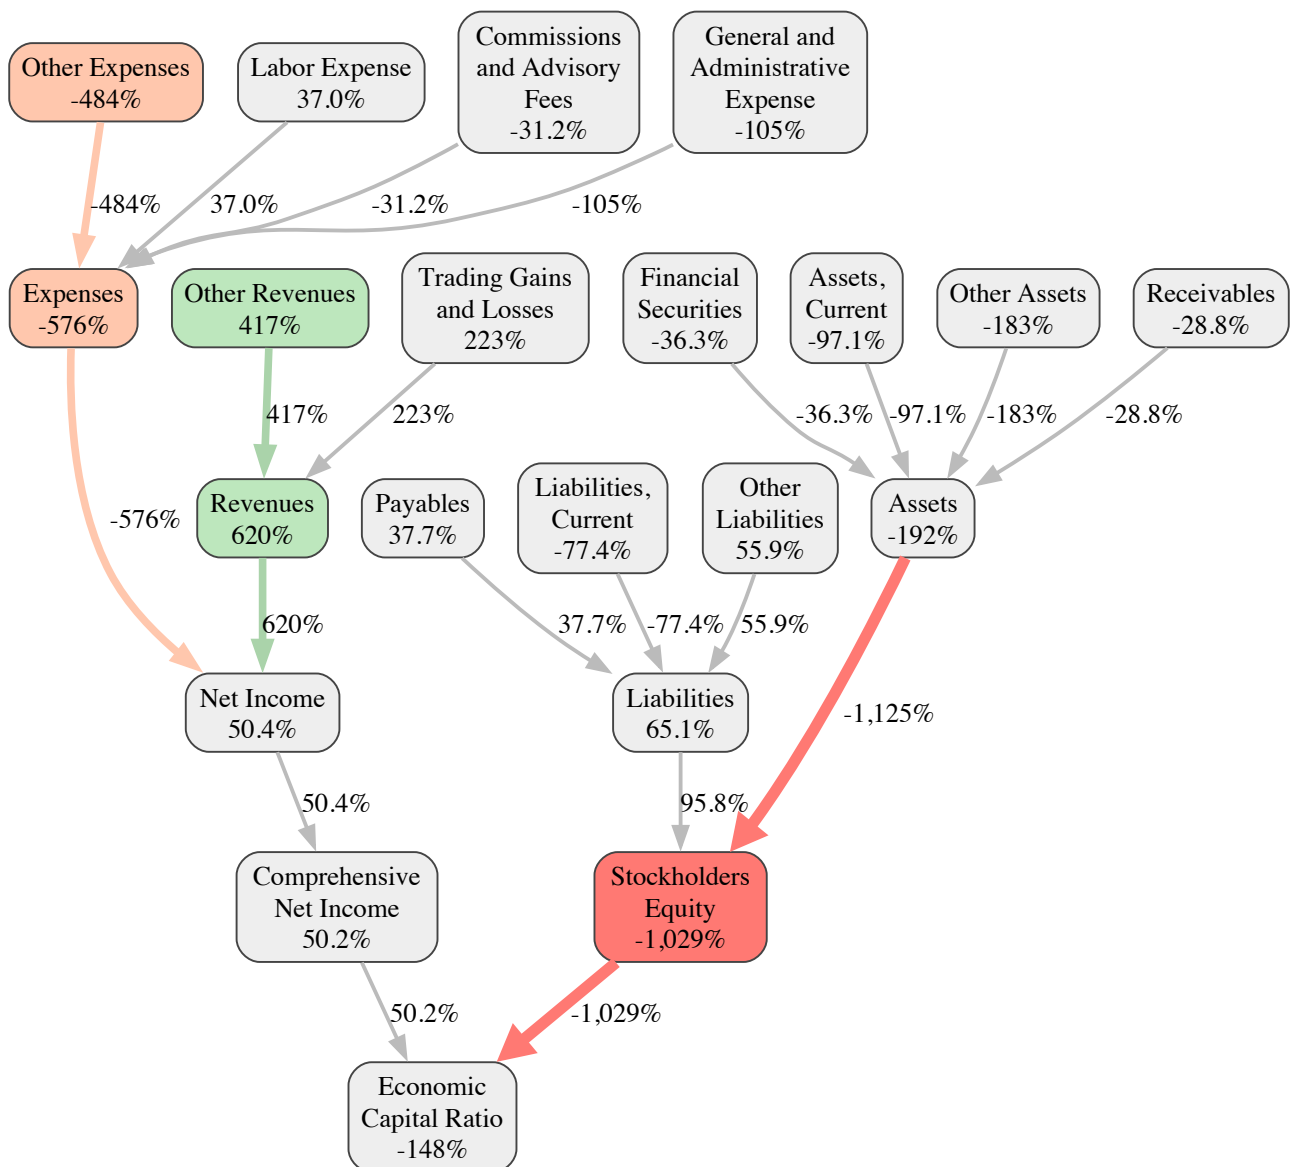 Other Expenses
-484%
Labor Expense
37.0%
Commissions
and Advisory
Fees
-31.2%
General and
Administrative
Expense
-105%
-484%
37.0%
-31.2%
-105%
Expenses
-576%
Other Revenues
417%
Trading Gains
and Losses
223%
Financial
Securities
-36.3%
Assets,
Current
-97.1%
Other Assets
-183%
Receivables
-28.8%
417%
223%
-36.3%
-97.1%
-183%
-28.8%
-576%
Revenues
620%
Payables
37.7%
Liabilities,
Current
-77.4%
Other
Liabilities
55.9%
Assets
-192%
620%
37.7%
-77.4%
55.9%
Net Income
50.4%
Liabilities
65.1%
-1,125%
50.4%
95.8%
Comprehensive
Net Income
50.2%
Stockholders
Equity
-1,029%
50.2%
-1,029%
Economic
Capital Ratio
-148%